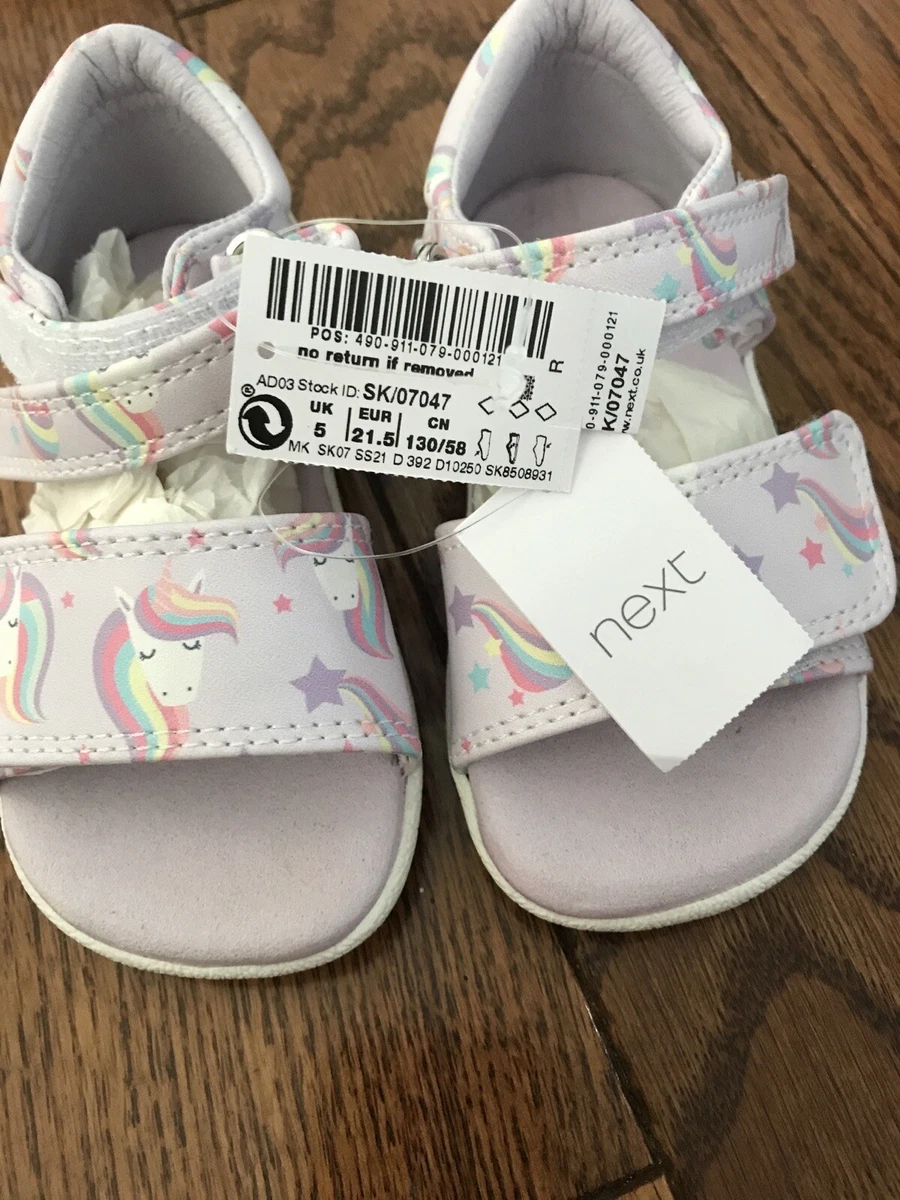 POS: 490-911-079-000121
no return if removed
R
AD03 Stock ID: SK/07047
®
UK EUR CN
5 21.5 130/58
MK SK07 SS21 D 392 D10250 SK8508931
0-911-079-000121
K/07047
w.next.co.uk
next